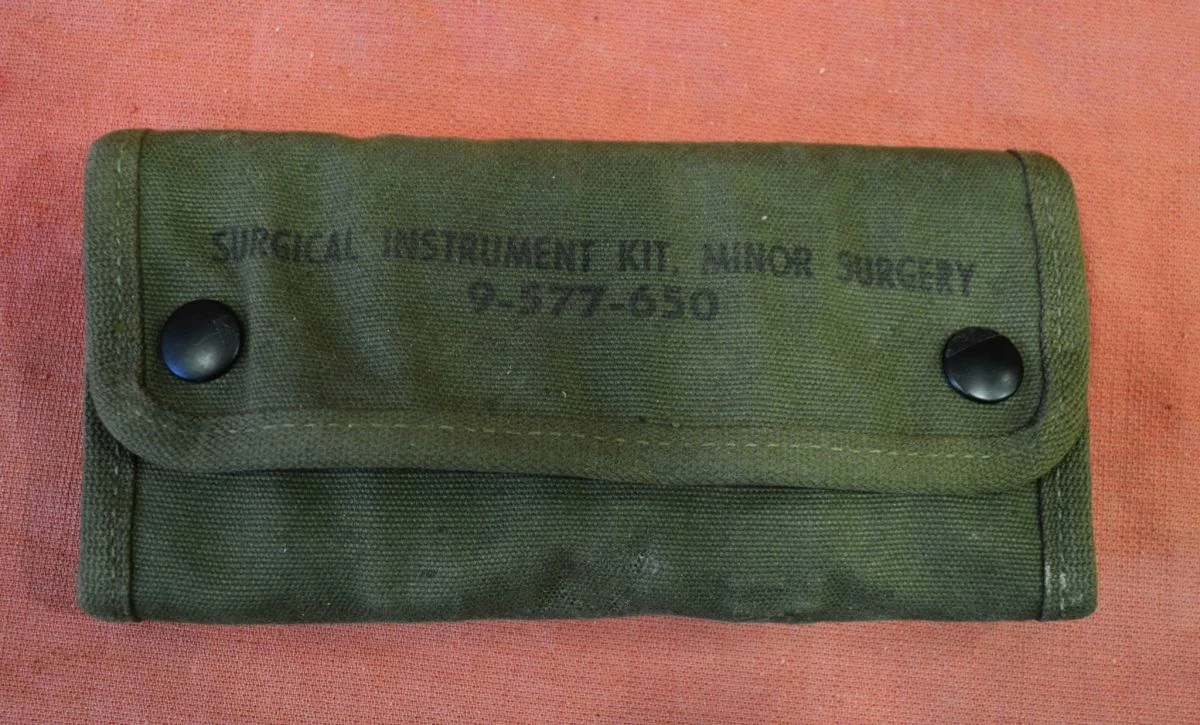 SURGICAL INSTRUMENT KIT, MINOR SURGERY
9-577-650